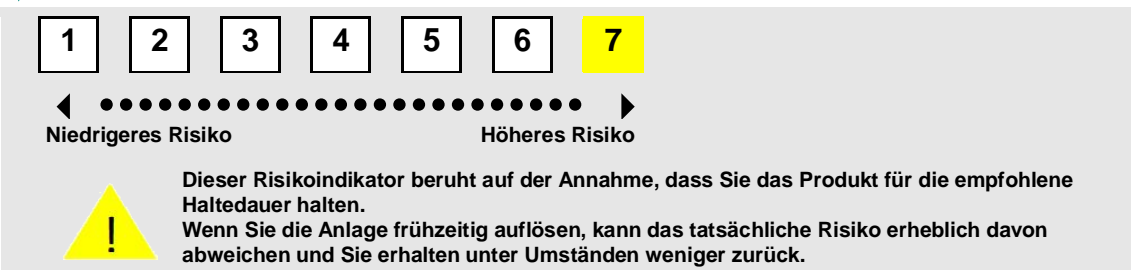 1 2 3 4 5 6 7
Niedrigeres Risiko Höheres Risiko
Dieser Risikoindikator beruht auf der Annahme, dass Sie das Produkt für die empfohlene
Haltedauer halten.
Wenn Sie die Anlage frühzeitig auflösen, kann das tatsächliche Risiko erheblich davon
abweichen und Sie erhalten unter Umständen weniger zurück.
!